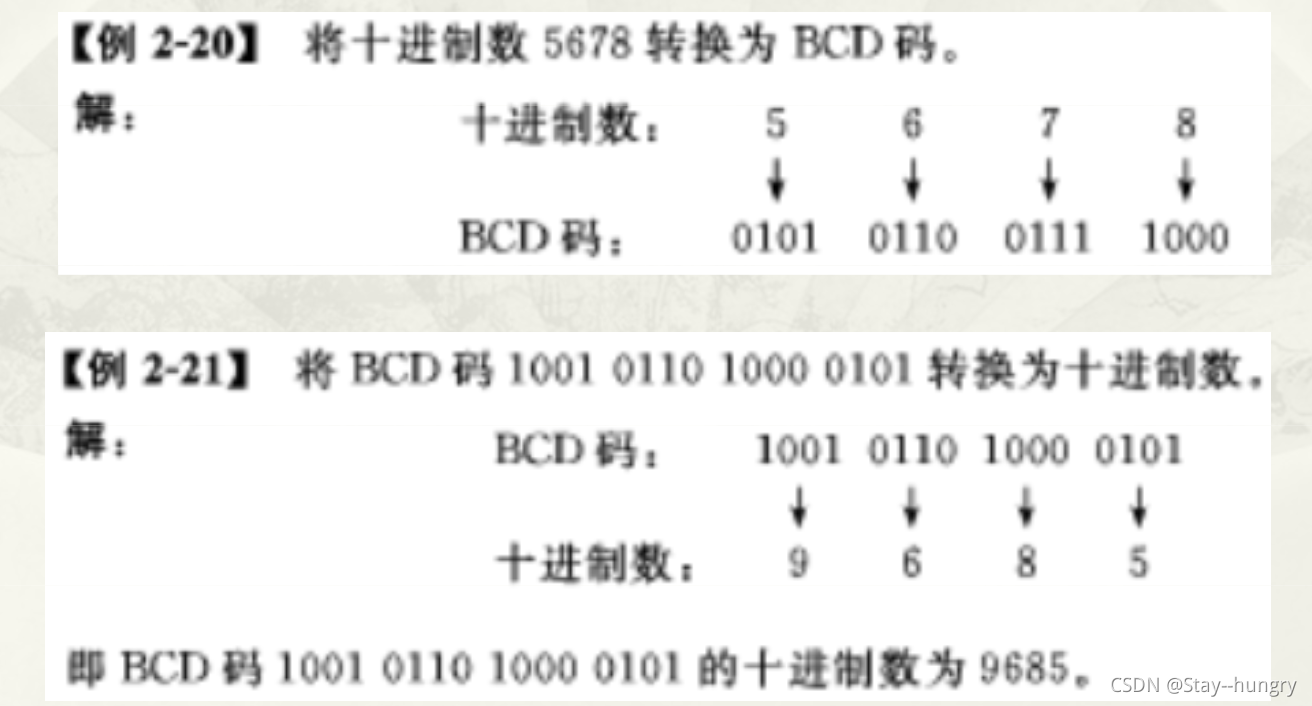 【例 2-20】 将十进制数 5678 转换为 BCD 码。
解： 十进制数： 5 6 7 8
↓ ↓ ↓ ↓
BCD 码： 0101 0110 0111 1000
【例 2-21】 将 BCD 码 1001 0110 1000 0101 转换为十进制数。
解： BCD 码： 1001 0110 1000 0101
↓ ↓ ↓ ↓
十进制数： 9 6 8 5
即 BCD 码 1001 0110 1000 0101 的十进制数为 9685。
CSDN @Stay--hungry